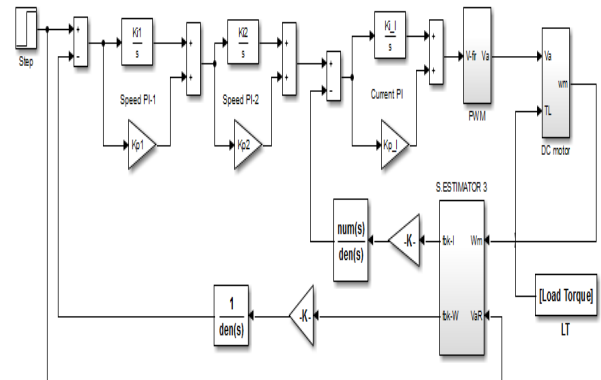 Step
+
−
Ki1
s
Speed PI-1
Kp1
+
+
Ki2
s
Speed PI-2
Kp2
+
+
+
−
Ki_I
s
Current PI
Kp_I
+
+
V-fr Va
PWM
Va
wm
TL
DC motor
S.ESTIMATOR 3
fbk-I Wm
fbk-W VaR
-K-
num(s)
den(s)
-K-
1
den(s)
[Load Torque]
LT